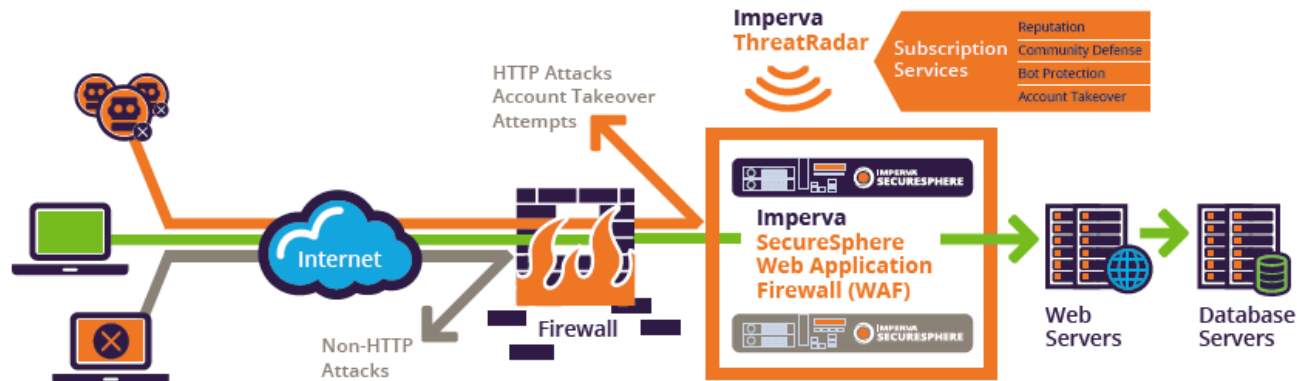 Imperva
ThreatRadar
Subscription
Services
Reputation
Community Defense
Bot Protection
Account Takeover
HTTP Attacks
Account Takeover
Attempts
IMPERVA
SECURESPHERE
Imperva
SecureSphere
Web Application
Firewall (WAF)
IMPERVA
SECURESPHERE
Internet
Firewall
Non-HTTP
Attacks
Web
Servers
Database
Servers